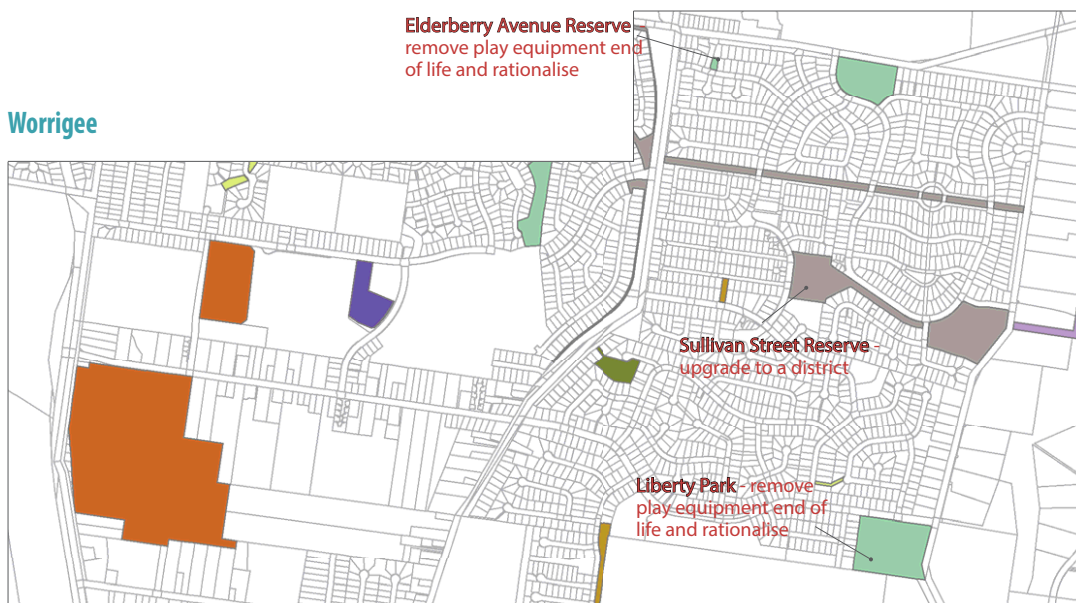 Elderberry Avenue Reserve -
remove play equipment end
of life and rationalise
Worrigee
Sullivan Street Reserve -
upgrade to a district
Liberty Park - remove
play equipment end of
life and rationalise